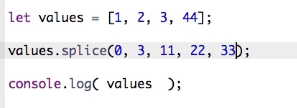 let values = [1, 2, 3, 44];
values.splice(0, 3, 11, 22, 33);
console.log( values  );